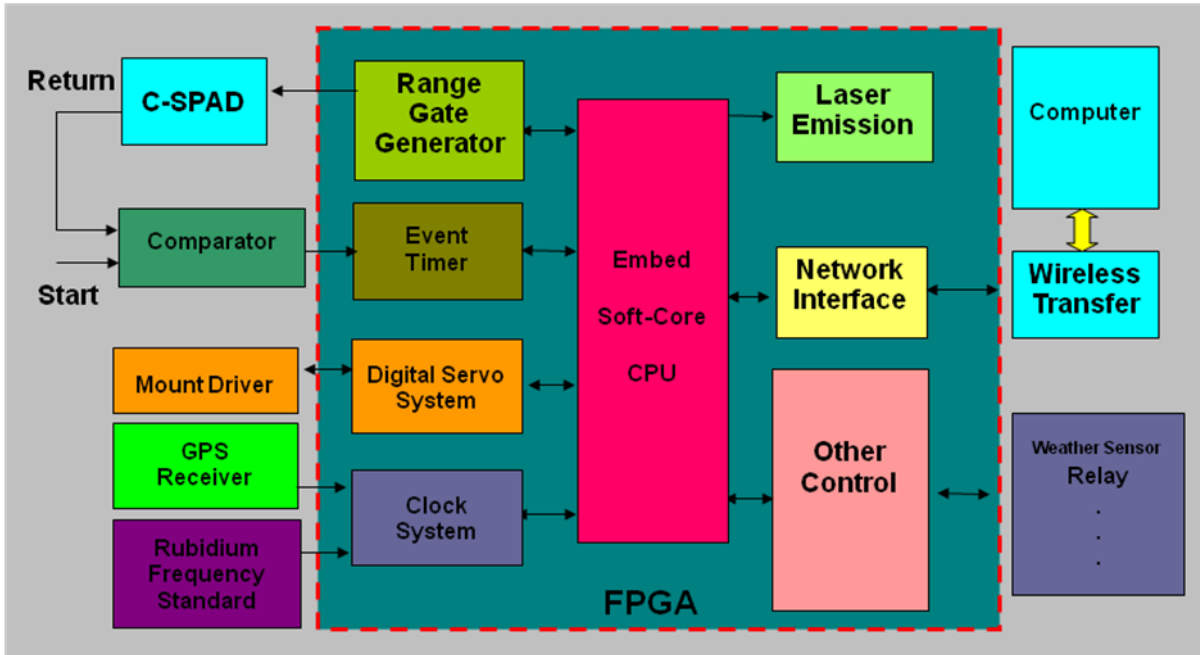 Return
C-SPAD
Range
Gate
Generator
Laser
Emission
Computer
Comparator
Start
Event
Timer
Embed
Soft-Core
CPU
Network
Interface
Wireless
Transfer
Mount Driver
Digital Servo
System
GPS
Receiver
Clock
System
Rubidium
Frequency
Standard
Other
Control
Weather Sensor
Relay
.
.
.
.
FPGA